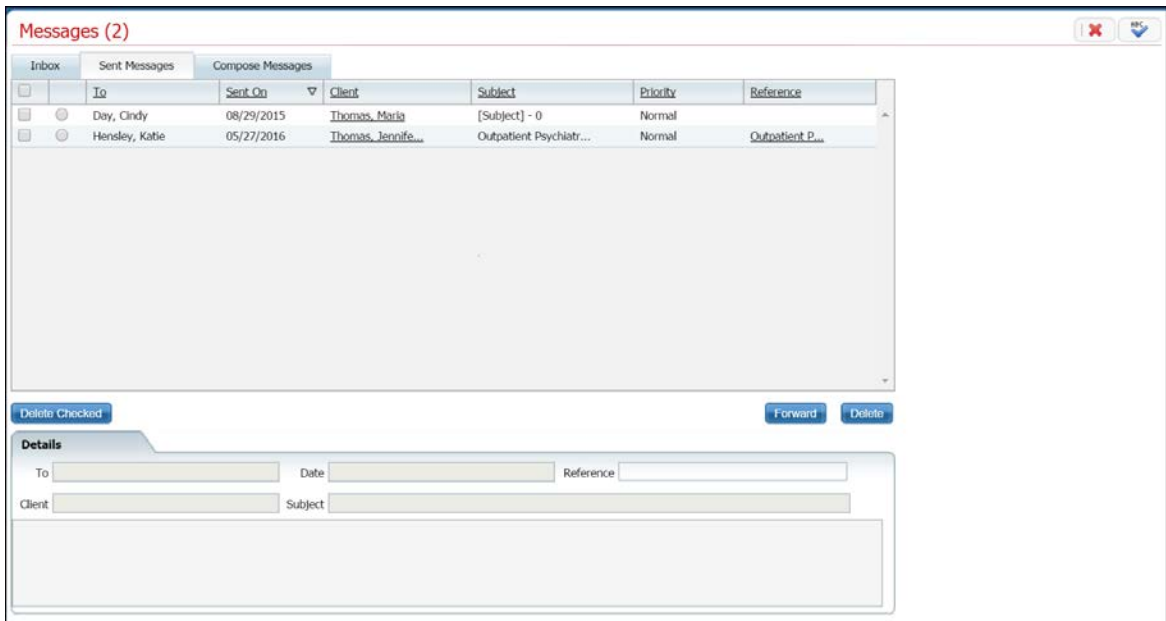 Messages (2)
ABC
Inbox Sent Messages Compose Messages
To Sent On Client Subject Priority Reference
Day, Cindy 08/29/2015 Thomas, Maria [Subject] - 0 Normal
Hensley, Katie 05/27/2016 Thomas, Jennife... Outpatient Psychiatr... Normal Outpatient P...
Delete Checked Forward Delete
Details
To Date Reference
Client Subject